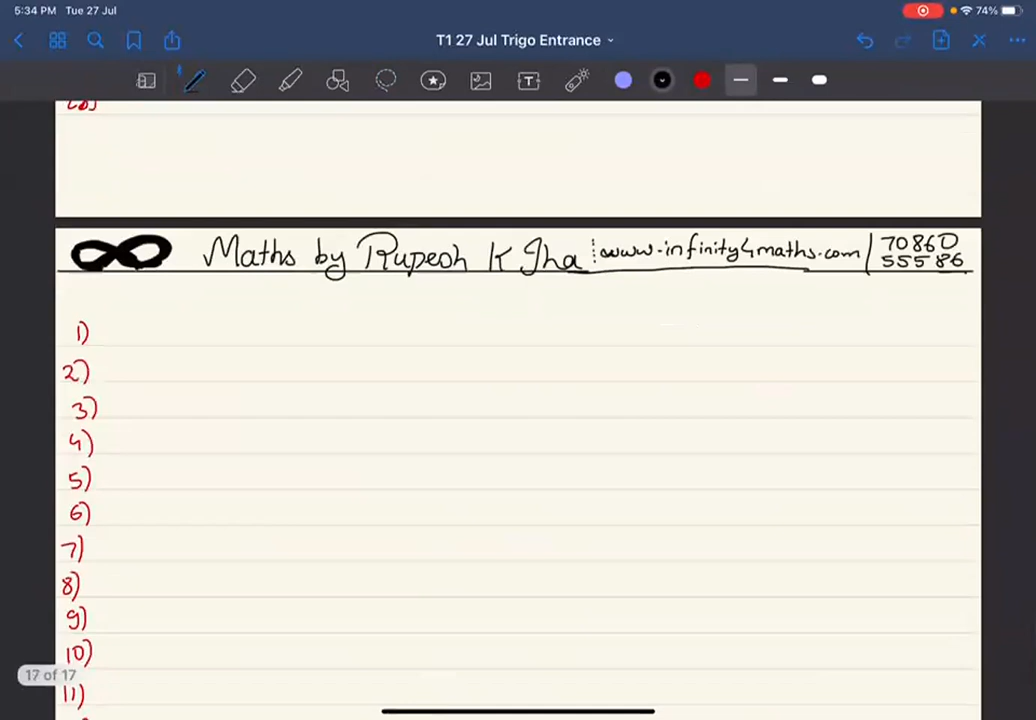 5:34 PM Tue 27 Jul
74%
T1 27 Jul Trigo Entrance
T
Maths by Rupesh K Jha www.infinity4maths.com / 70860 55586
1)
2)
3)
4)
5)
6)
7)
8)
9)
10)
17 of 17
11)